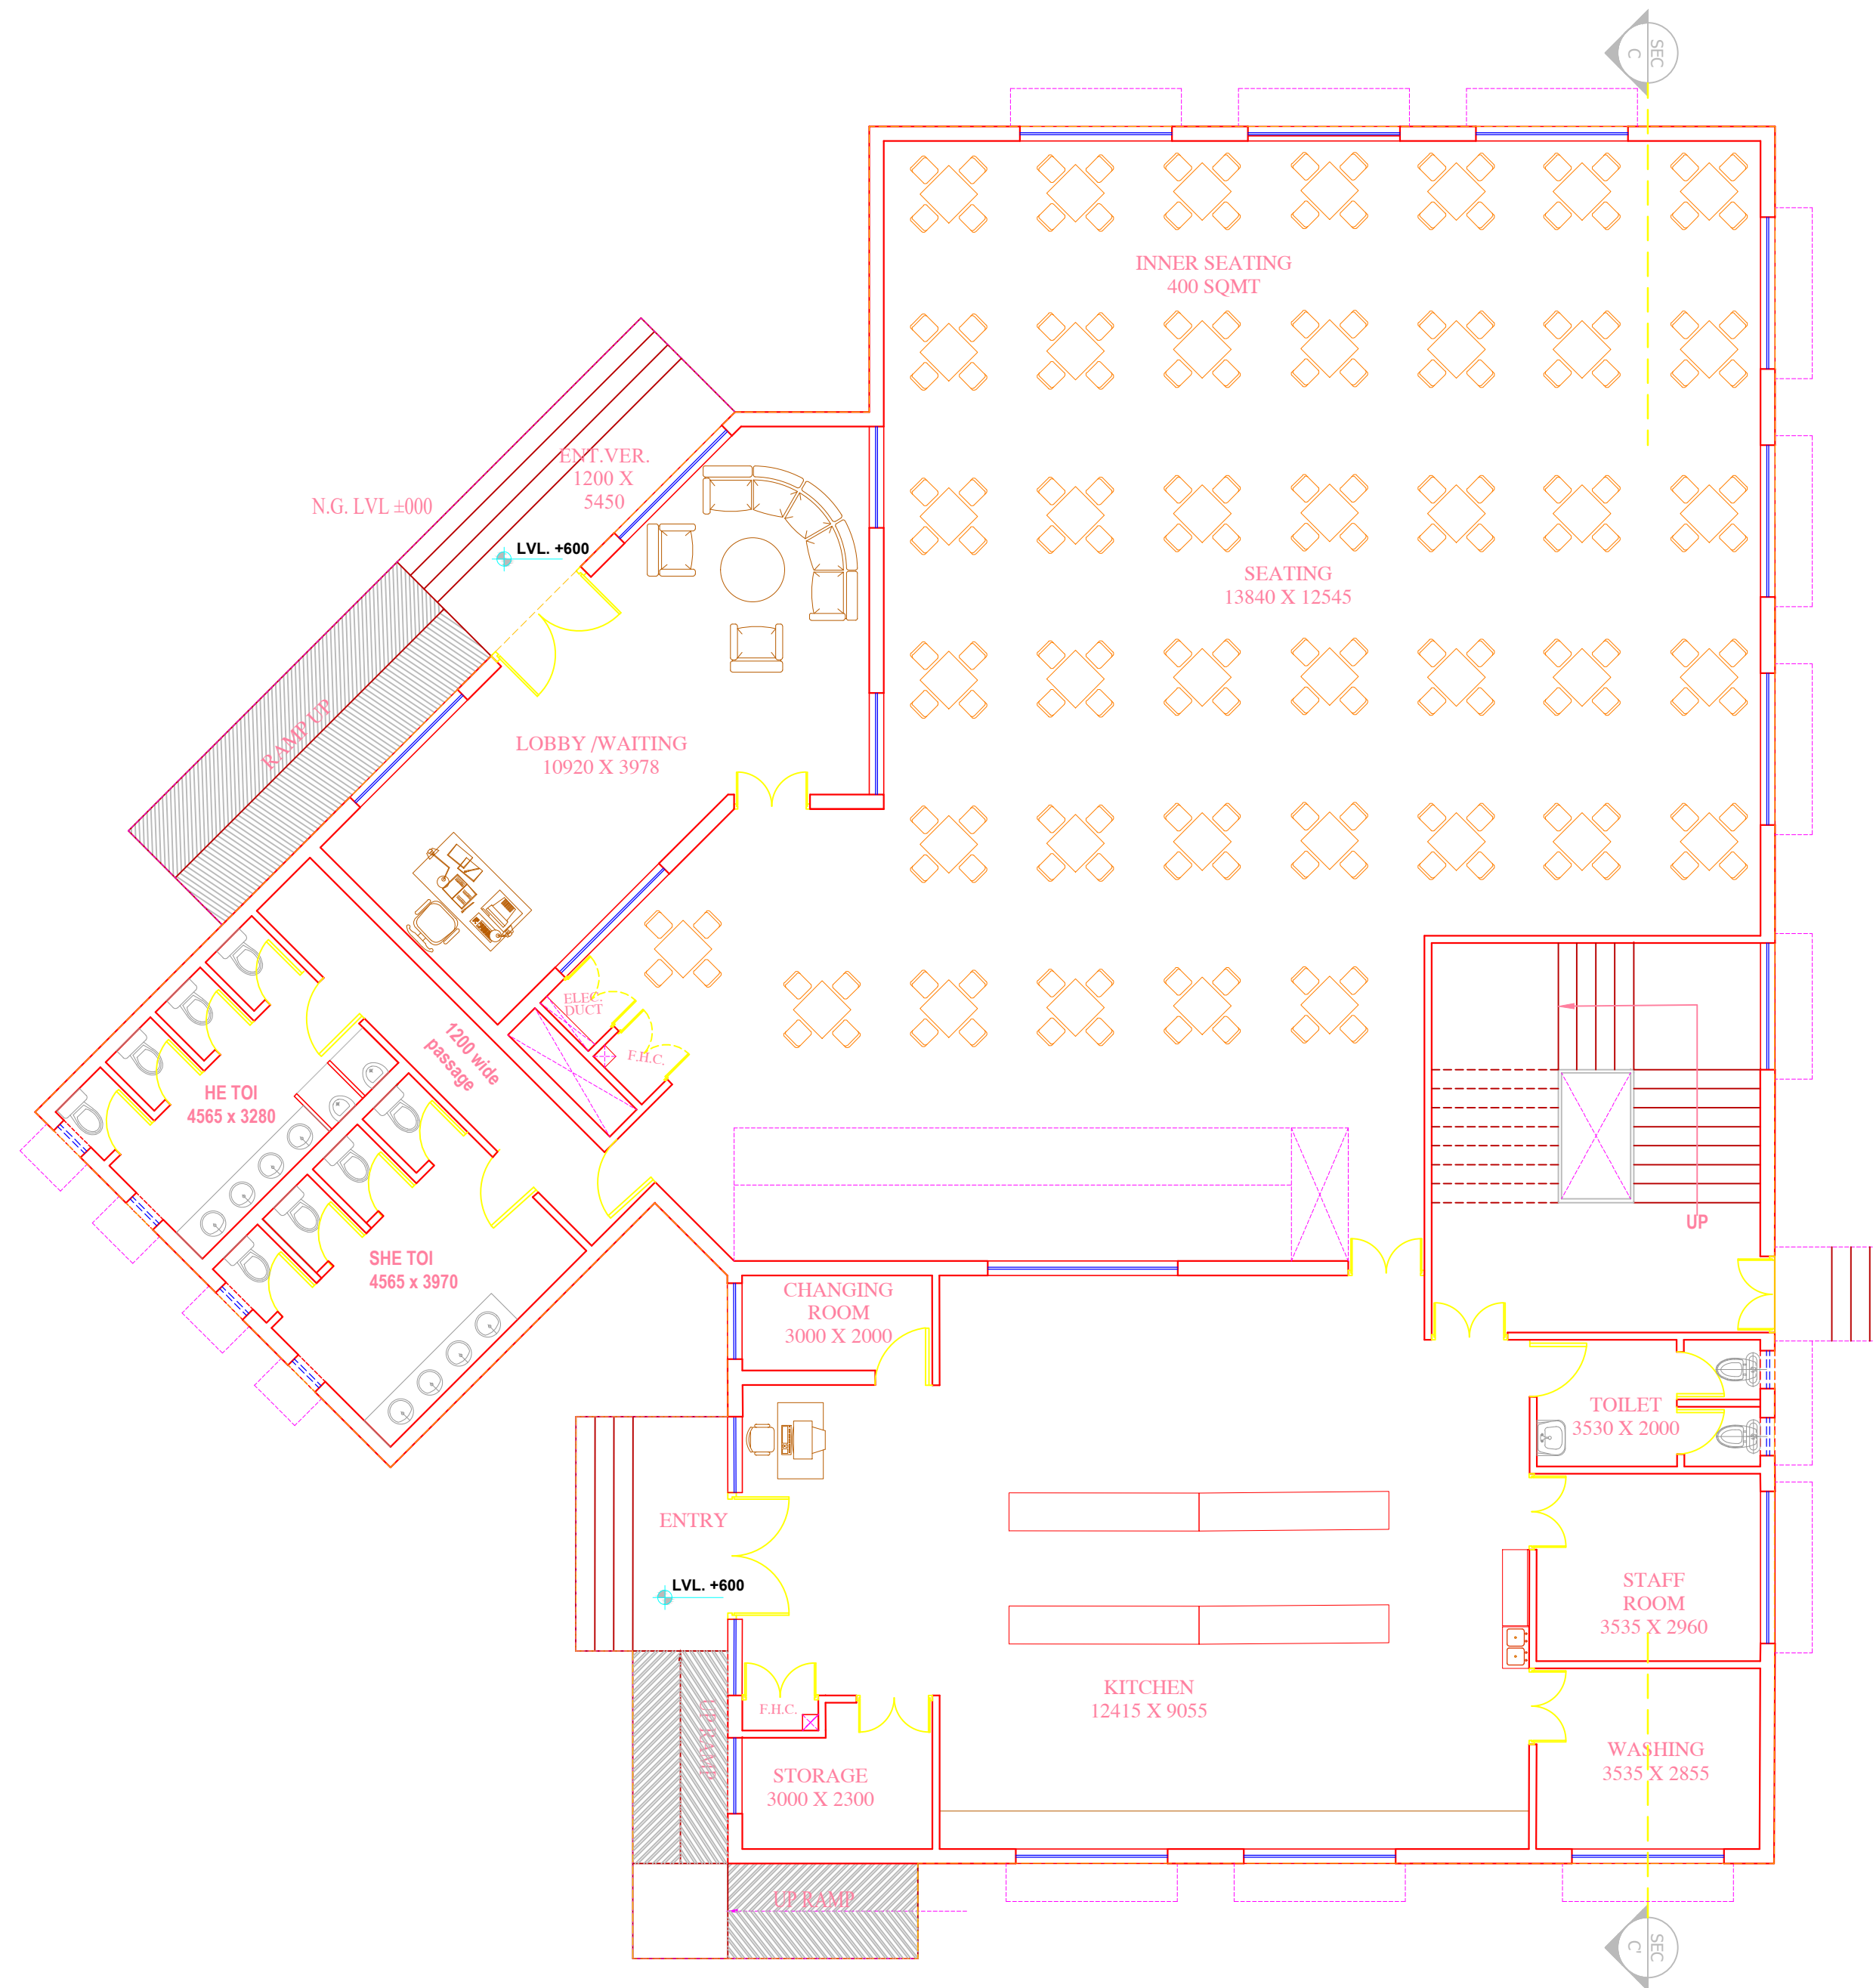 SEC
C
INNER SEATING
400 SQMT
ENT.VER.
1200 X
5450
N.G. LVL ±000
LVL. +600
SEATING
13840 X 12545
RAMP UP
LOBBY /WAITING
10920 X 3978
ELEC.
DUCT
F.H.C.
1200 wide
passage
HE TOI
4565 x 3280
SHE TOI
4565 x 3970
UP
CHANGING
ROOM
3000 X 2000
TOILET
3530 X 2000
ENTRY
LVL. +600
STAFF
ROOM
3535 X 2960
KITCHEN
12415 X 9055
F.H.C.
UP RAMP
WASHING
3535 X 2855
STORAGE
3000 X 2300
UP RAMP
SEC
C'